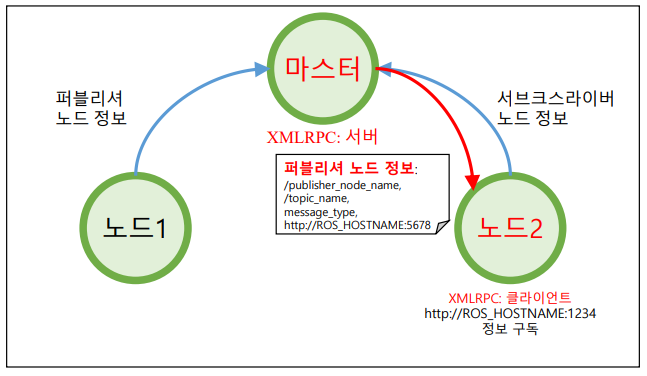 마스터
퍼블리셔
노드 정보
서브크스라이버
노드 정보
XMLRPC: 서버
퍼블리셔 노드 정보:
/publisher_node_name,
/topic_name,
message_type,
http://ROS_HOSTNAME:5678
노드1
노드2
XMLRPC: 클라이언트
http://ROS_HOSTNAME:1234
정보 구독